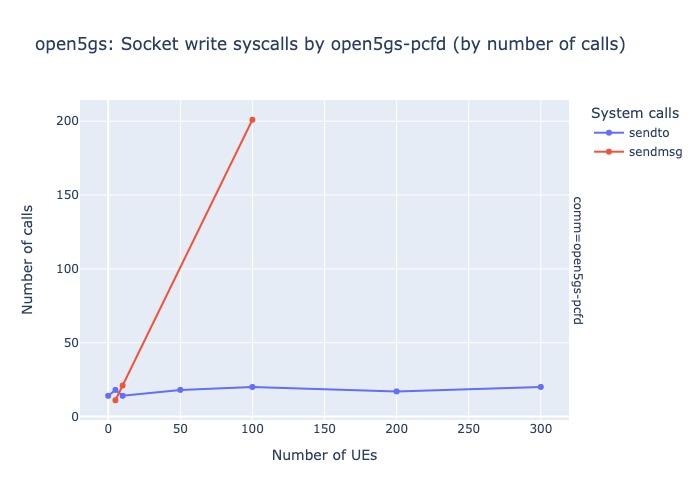 open5gs: Socket write syscalls by open5gs-pcfd (by number of calls)
System calls
sendto
sendmsg
200
150
100
50
0
Number of calls
comm=open5gs-pcfd
0 50 100 150 200 250 300
Number of UEs